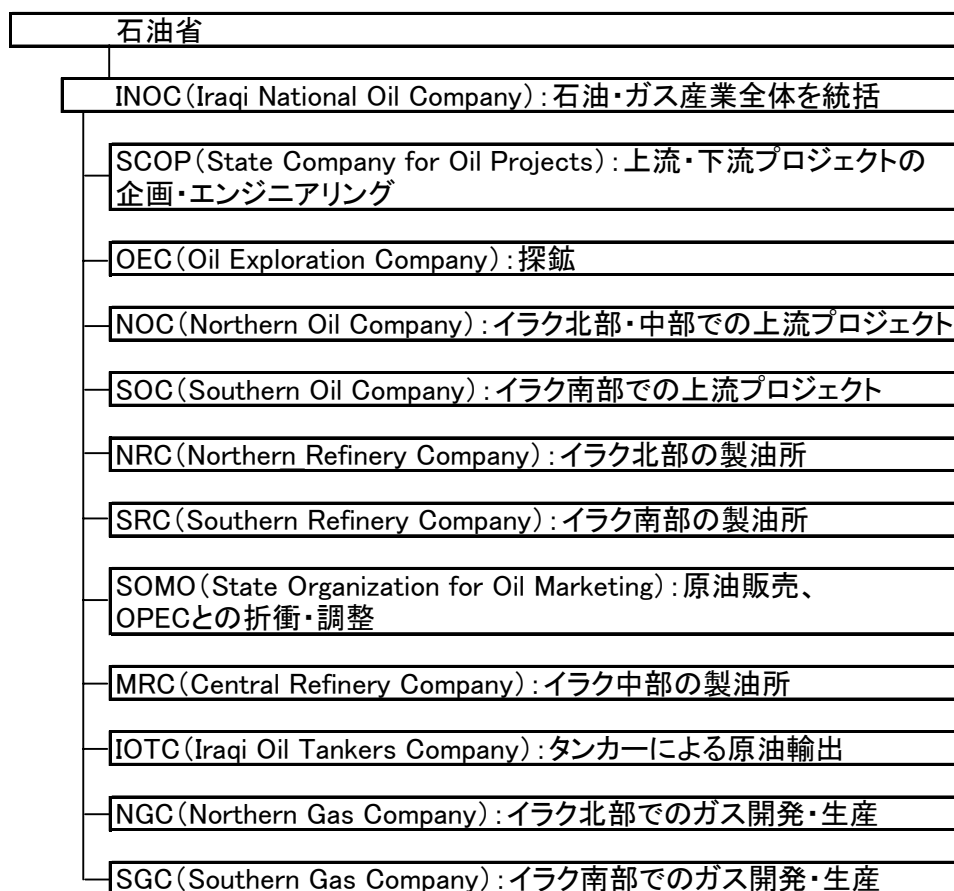 石油省
INOC(Iraqi National Oil Company):石油・ガス産業全体を統括
SCOP(State Company for Oil Projects):上流・下流プロジェクトの
企画・エンジニアリング
OEC(Oil Exploration Company):探鉱
NOC(Northern Oil Company):イラク北部・中部での上流プロジェクト
SOC(Southern Oil Company):イラク南部での上流プロジェクト
NRC(Northern Refinery Company):イラク北部の製油所
SRC(Southern Refinery Company):イラク南部の製油所
SOMO(State Organization for Oil Marketing):原油販売、
OPECとの折衝・調整
MRC(Central Refinery Company):イラク中部の製油所
IOTC(Iraqi Oil Tankers Company):タンカーによる原油輸出
NGC(Northern Gas Company):イラク北部でのガス開発・生産
SGC(Southern Gas Company):イラク南部でのガス開発・生産